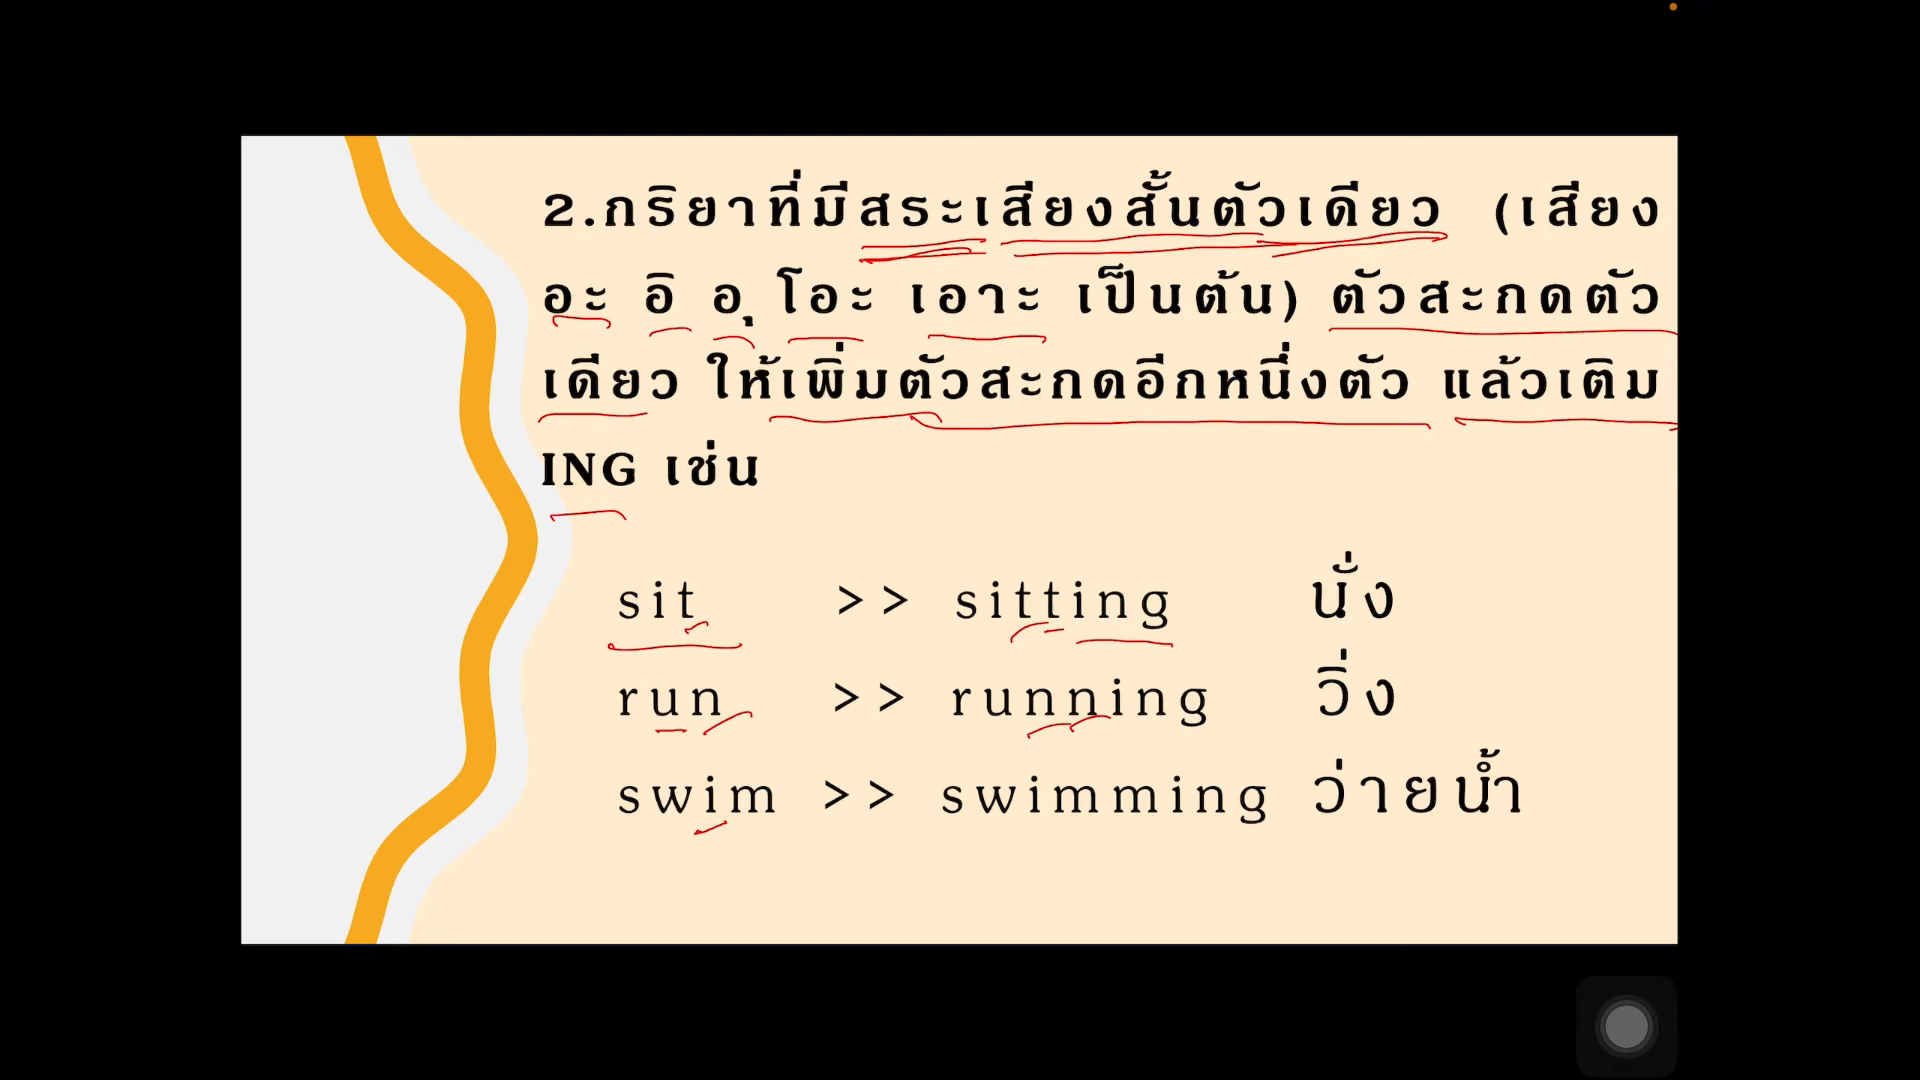 2.กริยาที่มีสระเสียงสั้นตัวเดียว (เสียง
อะ อิ อุ โอะ เอาะ เป็นต้น) ตัวสะกดตัว
เดียว ให้เพิ่มตัวสะกดอีกหนึ่งตัว แล้วเติม
ING เช่น
sit >> sitting นั่ง
run >> running วิ่ง
swim >> swimming ว่ายน้ำ